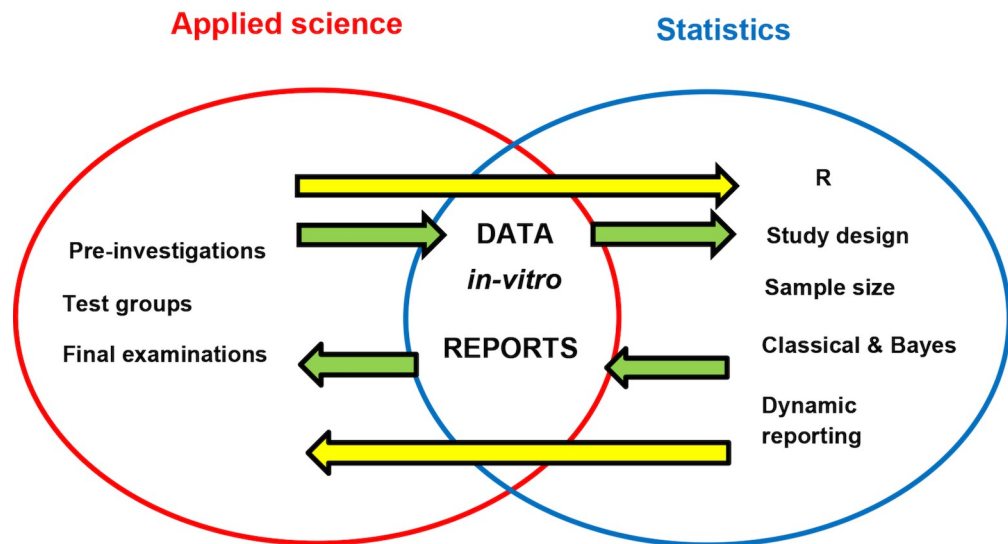 Applied science
Statistics
Pre-investigations
Test groups
Final examinations
DATA
in-vitro
REPORTS
R
Study design
Sample size
Classical & Bayes
Dynamic
reporting